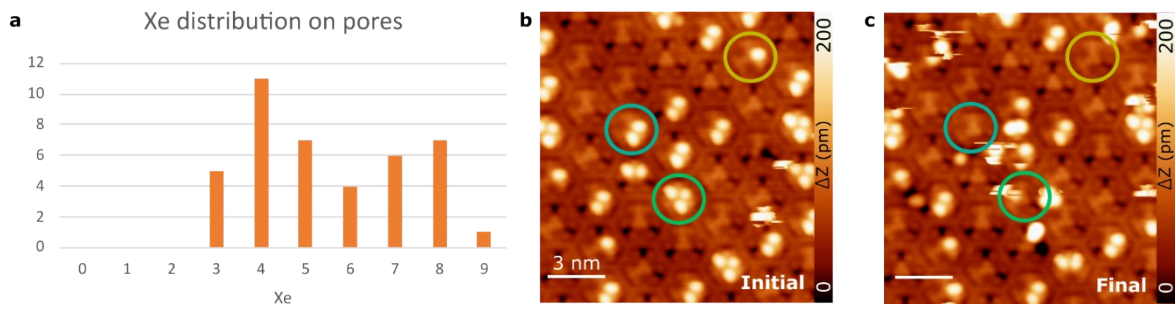 a
Xe distribution on pores
12
10
8
6
4
2
0
0 1 2 3 4 5 6 7 8 9
Xe
b
200
ΔZ (pm)
0
3 nm
Initial
c
200
ΔZ (pm)
0
Final